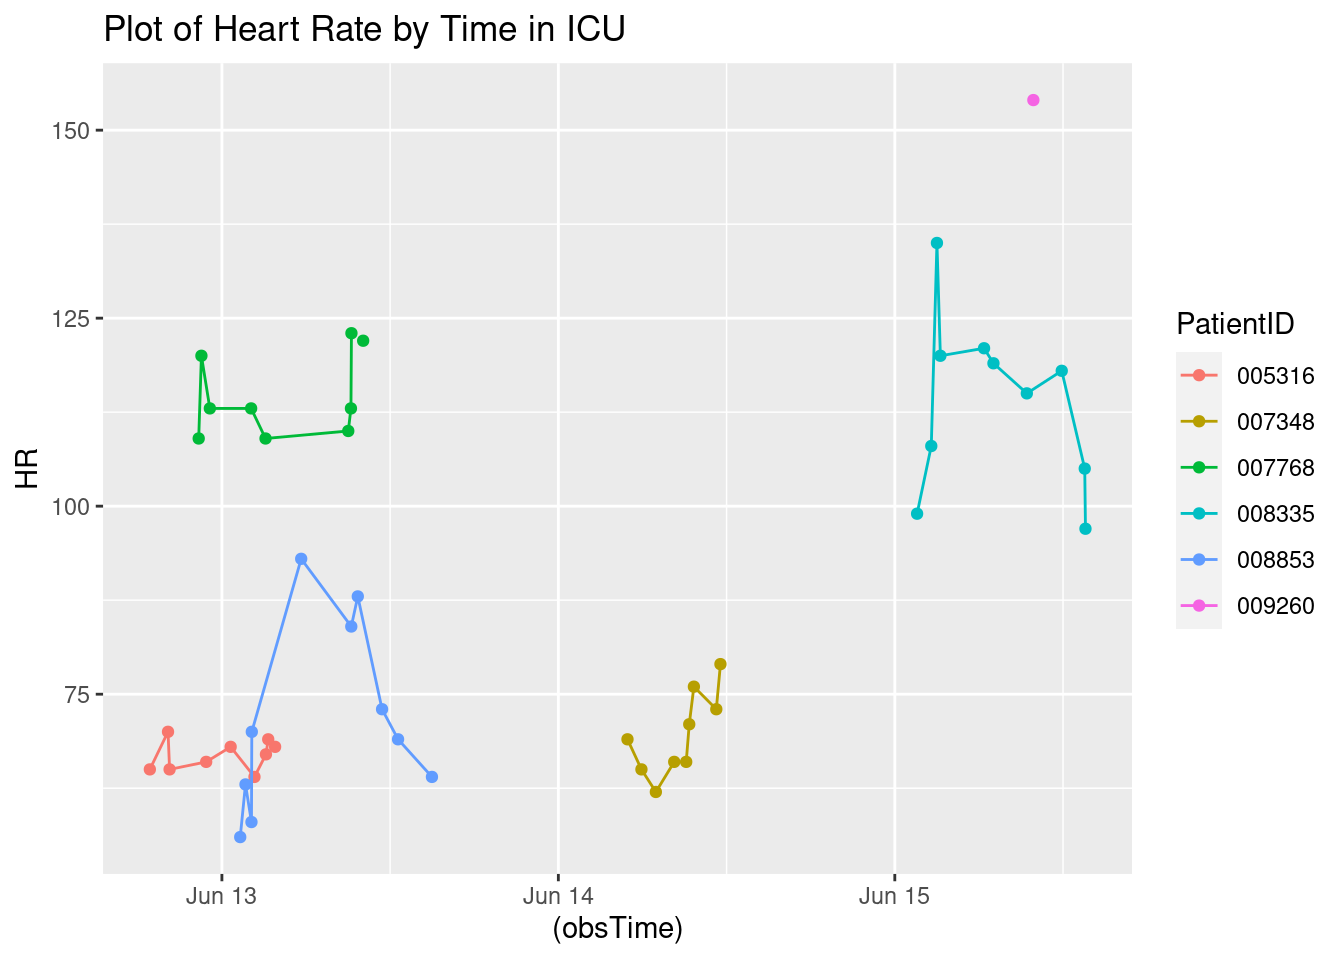 Plot of Heart Rate by Time in ICU
150
125
100
75
HR
Jun 13
Jun 14
Jun 15
(obsTime)
PatientID
005316
007348
007768
008335
008853
009260